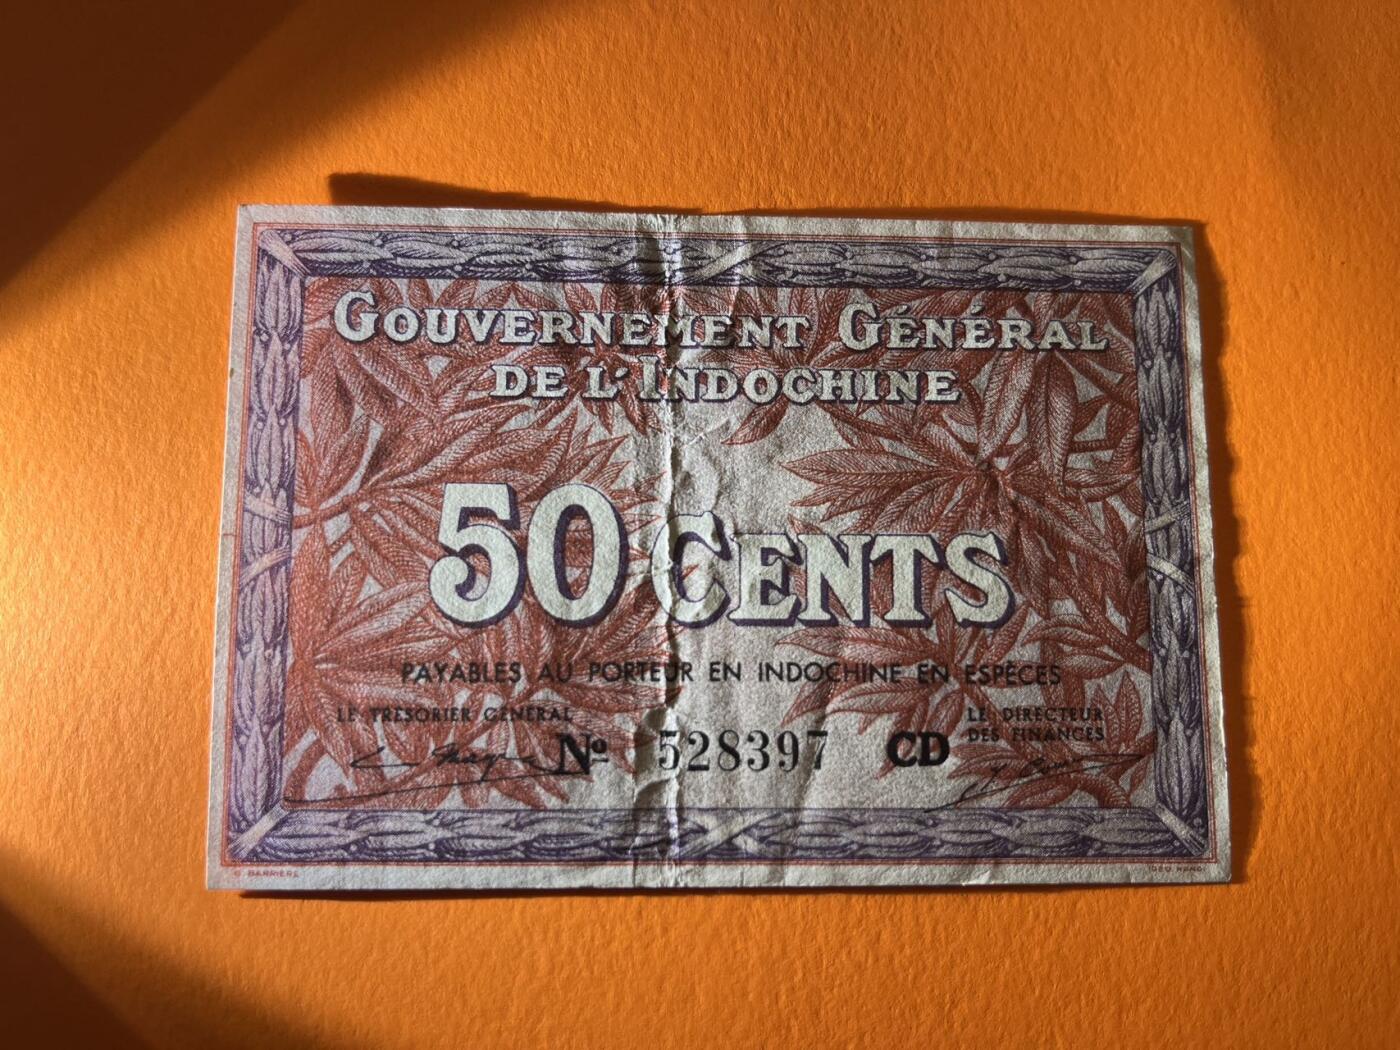 GOUVERNEMENT GÉNÉRAL
DE L'INDOCHINE
50 CENTS
PAYABLES AU PORTEUR EN INDOCHINE EN ESPÈCES
LE TRÉSORIER GÉNÉRAL
LE DIRECTEUR
DES FINANCES
Nº 528397 CD
G. BARRIÈRE